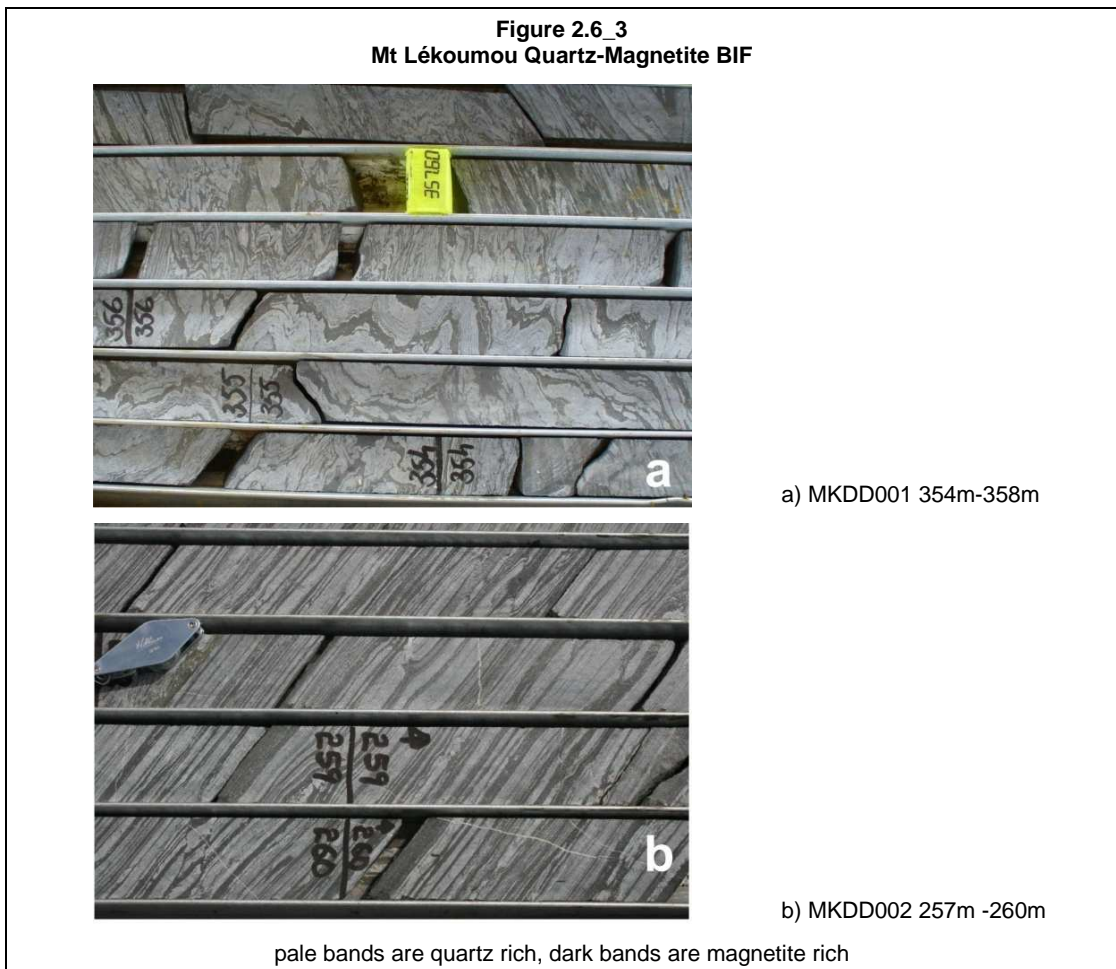 Figure 2.6_3
Mt Lékoumou Quartz-Magnetite BIF
356
356
355
355
354
354
a
a) MKDD001 354m-358m
259
259
260
260
b
b) MKDD002 257m -260m
pale bands are quartz rich, dark bands are magnetite rich